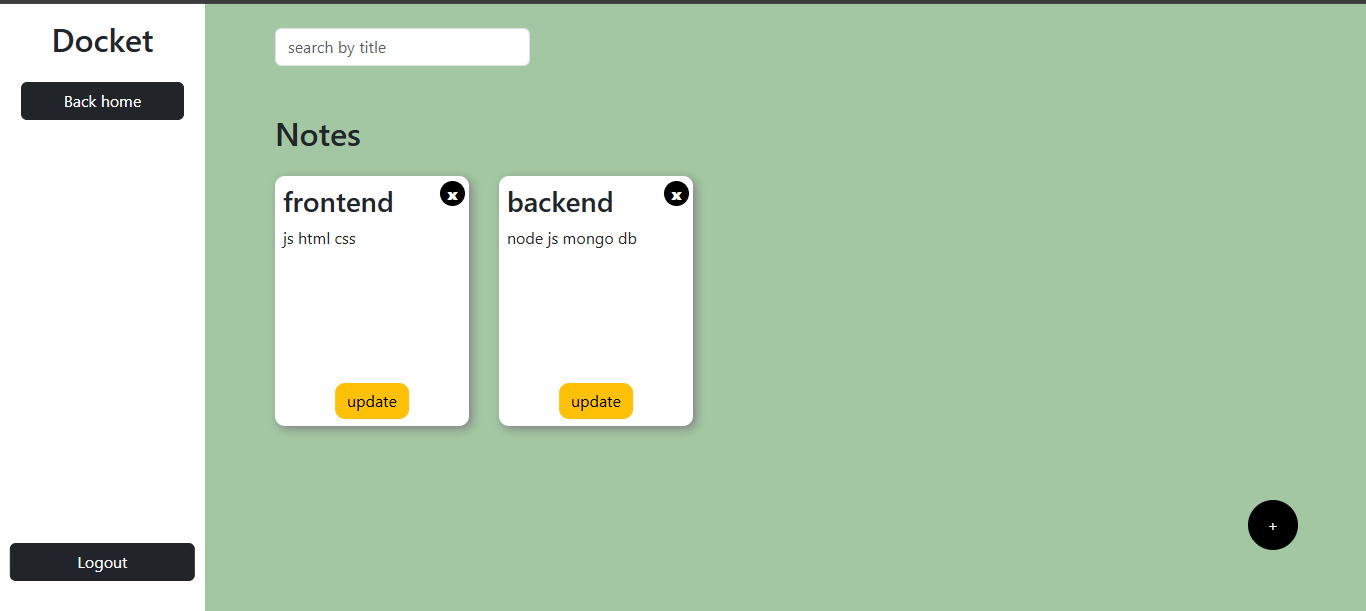 Docket
Back home
Logout
search by title
Notes
frontend
x
js html css
update
backend
x
node js mongo db
update
+